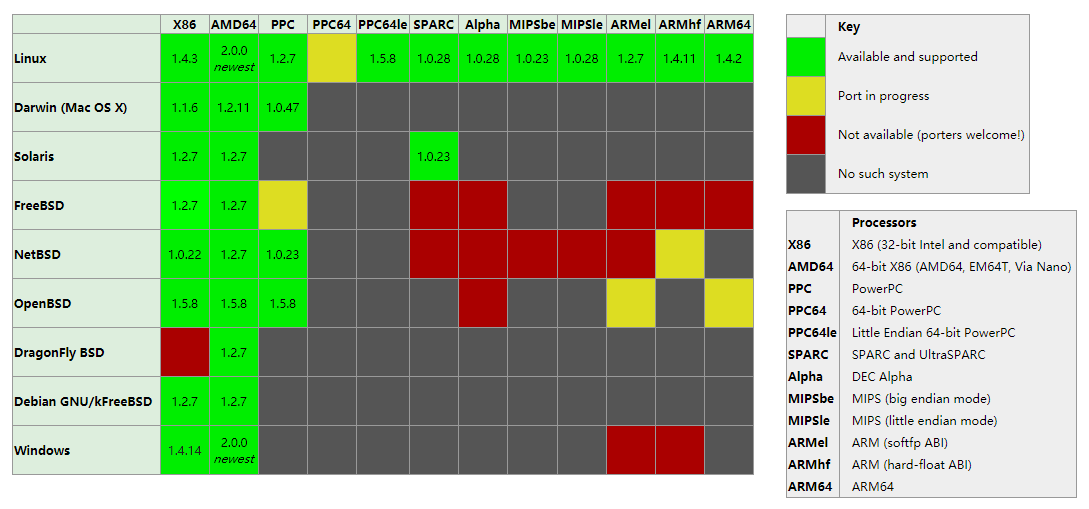 X86 AMD64 PPC PPC64 PPC64le SPARC Alpha MIPSbe MIPSle ARMel ARMhf ARM64
Linux 1.4.3 2.0.0 newest 1.2.7 1.5.8 1.0.28 1.0.28 1.0.23 1.0.28 1.2.7 1.4.11 1.4.2
Darwin (Mac OS X) 1.1.6 1.2.11 1.0.47
Solaris 1.2.7 1.2.7 1.0.23
FreeBSD 1.2.7 1.2.7
NetBSD 1.0.22 1.2.7 1.0.23
OpenBSD 1.5.8 1.5.8 1.5.8
DragonFly BSD 1.2.7
Debian GNU/kFreeBSD 1.2.7 1.2.7
Windows 1.4.14 2.0.0 newest
Key
Available and supported
Port in progress
Not available (porters welcome!)
No such system
Processors
X86 X86 (32-bit Intel and compatible)
AMD64 64-bit X86 (AMD64, EM64T, Via Nano)
PPC PowerPC
PPC64 64-bit PowerPC
PPC64le Little Endian 64-bit PowerPC
SPARC SPARC and UltraSPARC
Alpha DEC Alpha
MIPSbe MIPS (big endian mode)
MIPSle MIPS (little endian mode)
ARMel ARM (softfp ABI)
ARMhf ARM (hard-float ABI)
ARM64 ARM64